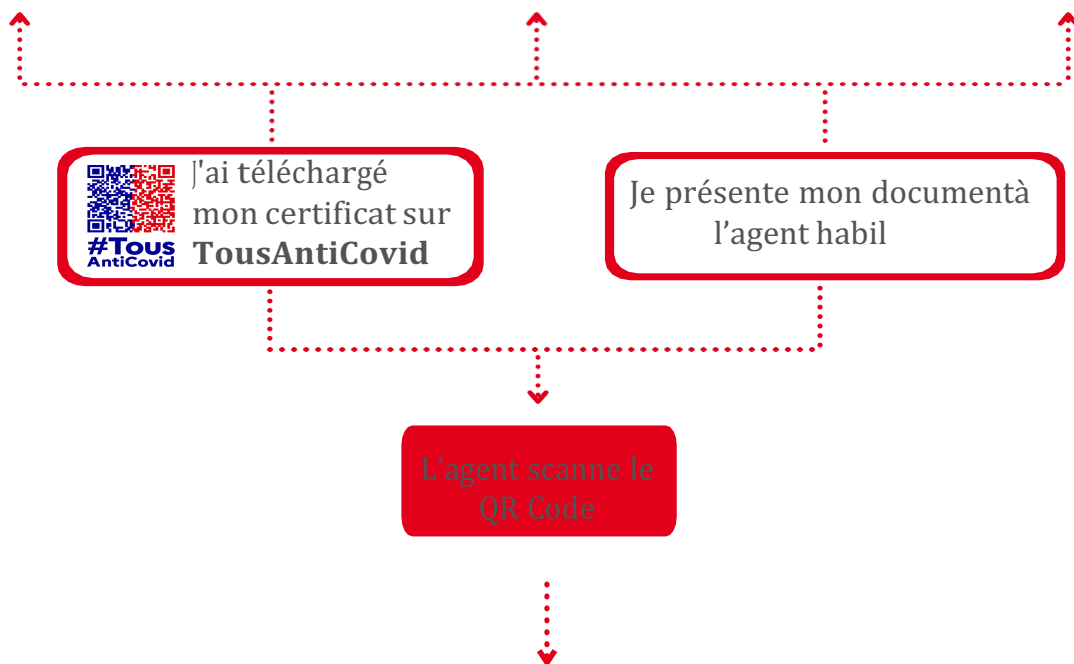 J'ai téléchargé
mon certificat sur
TousAntiCovid
#Tous
AntiCovid
Je présente mon documentà
l'agent habil
L'agent scanne le
QR Code